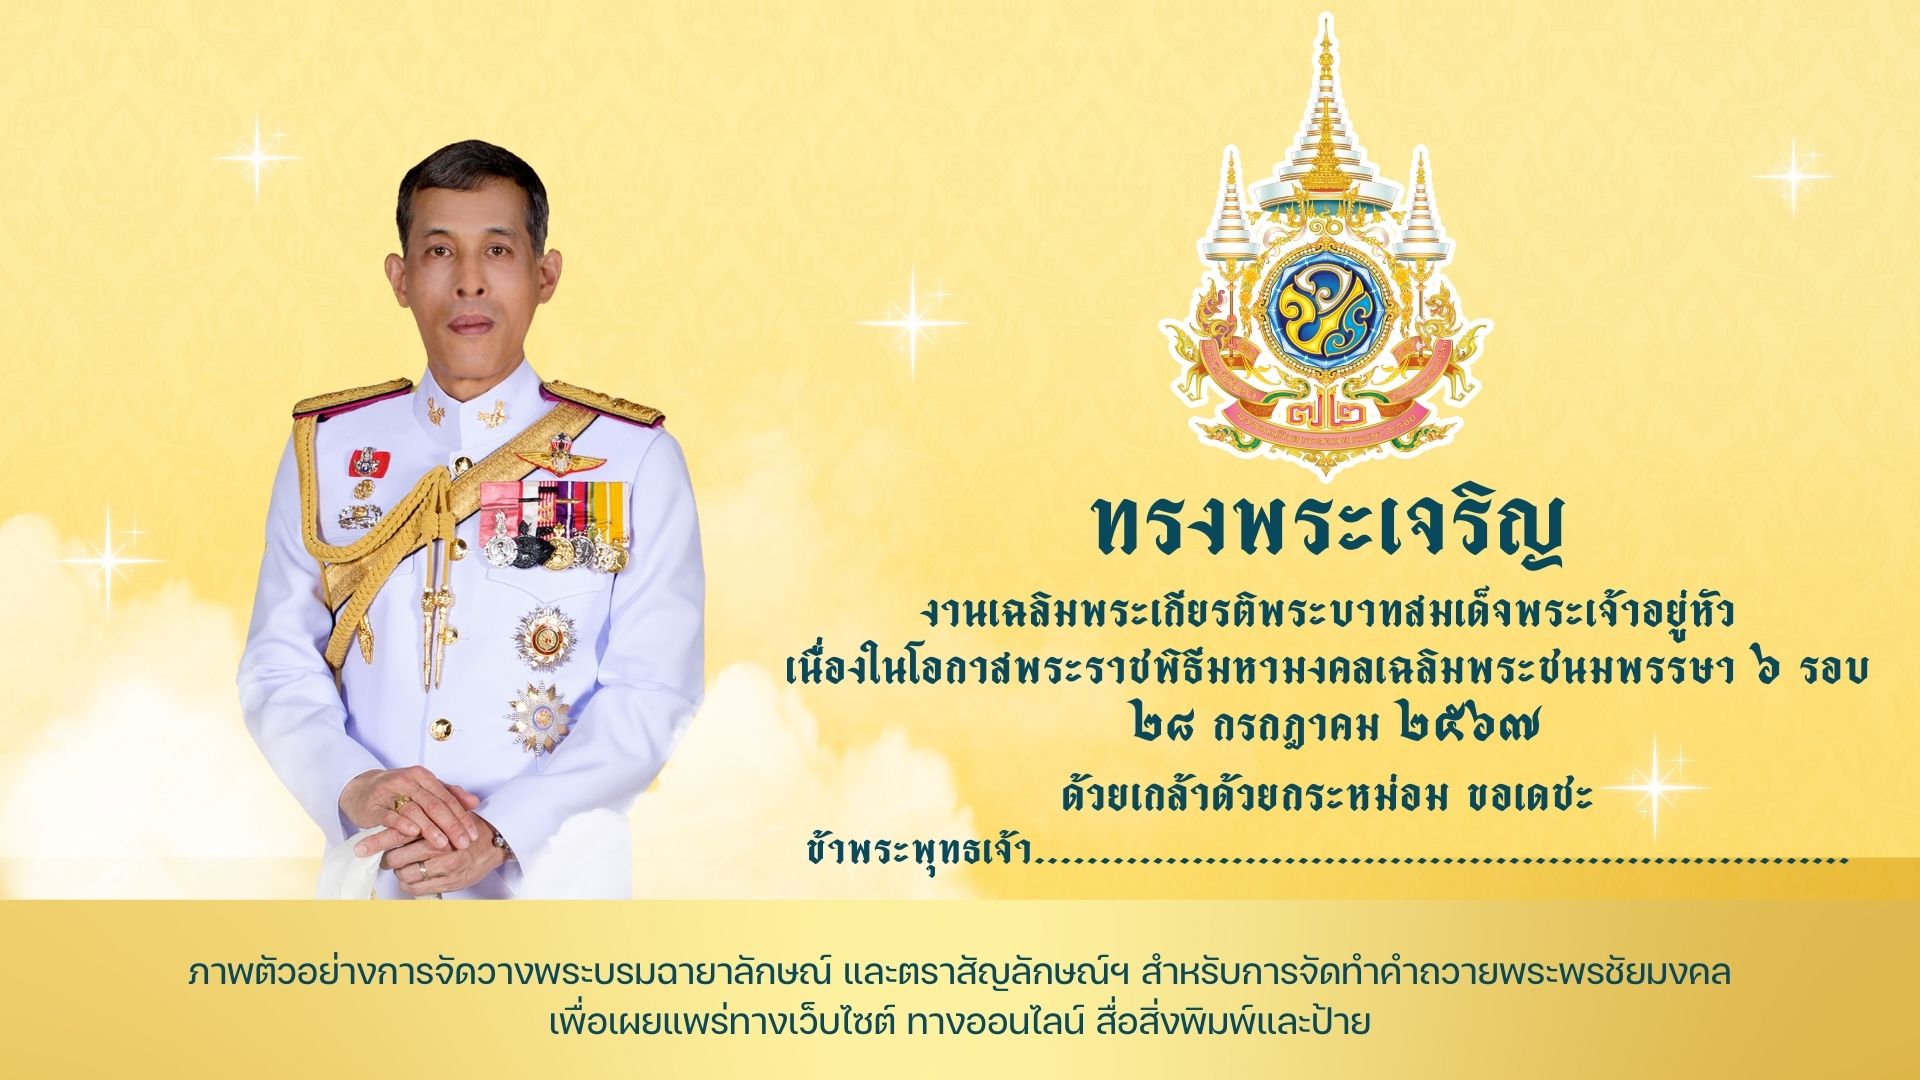 ๗๒
ทรงพระเจริญ
งานเฉลิมพระเกียรติพระบาทสมเด็จพระเจ้าอยู่หัว
เนื่องในโอกาสพระราชพิธีมหามงคลเฉลิมพระชนมพรรษา ๖ รอบ
๒๘ กรกฎาคม ๒๕๖๗
ด้วยเกล้าด้วยกระหม่อม ขอเดชะ
ข้าพระพุทธเจ้า..............................................................
ภาพตัวอย่างการจัดวางพระบรมฉายาลักษณ์ และตราสัญลักษณ์ฯ สำหรับการจัดทำคำถวายพระพรชัยมงคล
เพื่อเผยแพร่ทางเว็บไซต์ ทางออนไลน์ สื่อสิ่งพิมพ์และป้าย